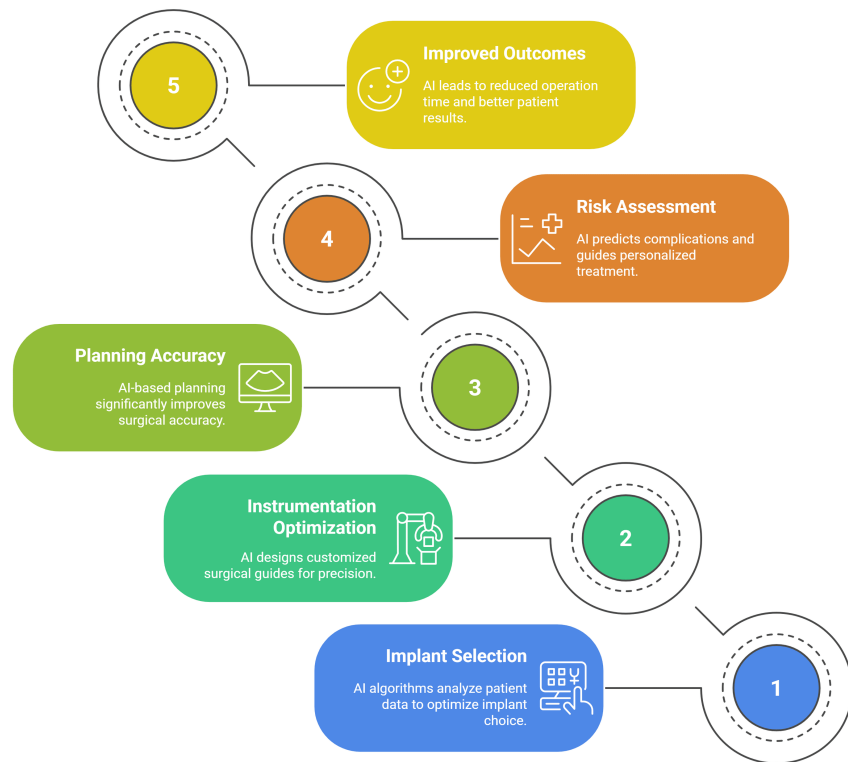 5
Improved Outcomes
AI leads to reduced operation
time and better patient
results.
4
Risk Assessment
AI predicts complications and
guides personalized
treatment.
Planning Accuracy
AI-based planning
significantly improves
surgical accuracy.
3
Instrumentation
Optimization
AI designs customized
surgical guides for precision.
2
Implant Selection
AI algorithms analyze patient
data to optimize implant
choice.
1